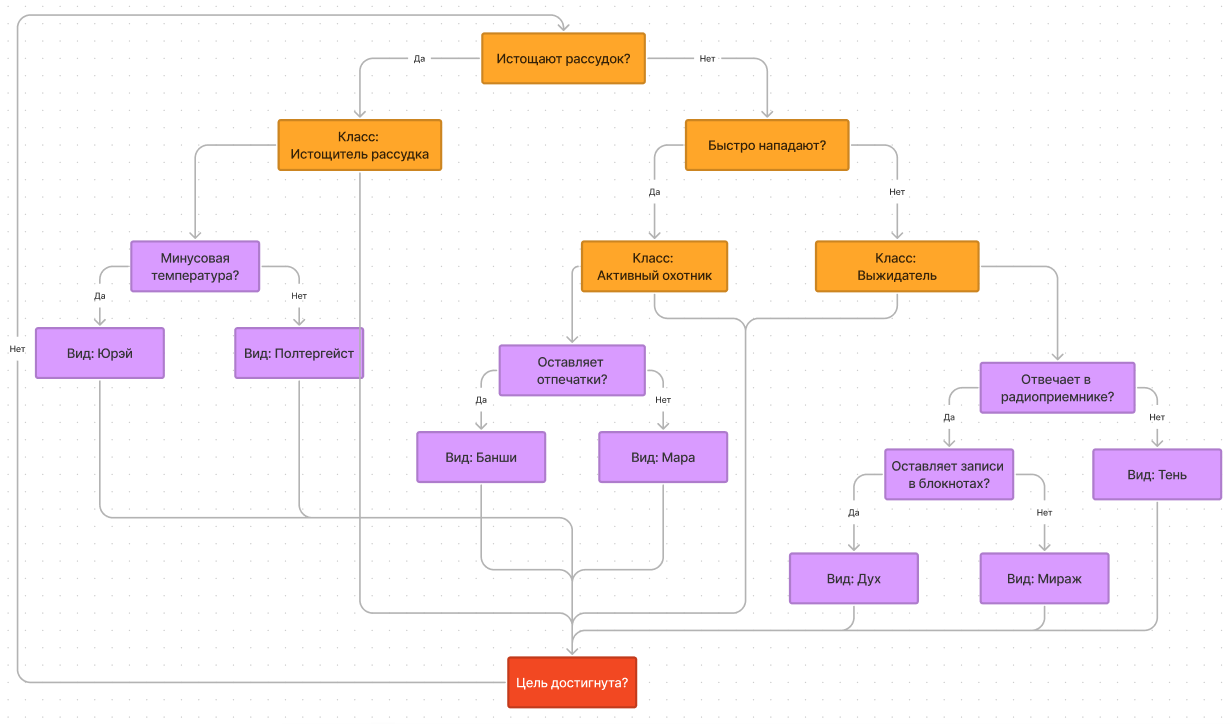 Истощают рассудок?
Да
Нет
Класс:
Истощитель рассудка
Быстро нападают?
Да
Нет
Минусовая
температура?
Класс:
Активный охотник
Класс:
Выжидатель
Да
Нет
Нет
Вид: Юрэй
Вид: Полтергейст
Оставляет
отпечатки?
Отвечает в
радиоприемнике?
Да
Нет
Да
Нет
Вид: Банши
Вид: Мара
Оставляет записи
в блокнотах?
Вид: Тень
Да
Нет
Вид: Дух
Вид: Мираж
Цель достигнута?